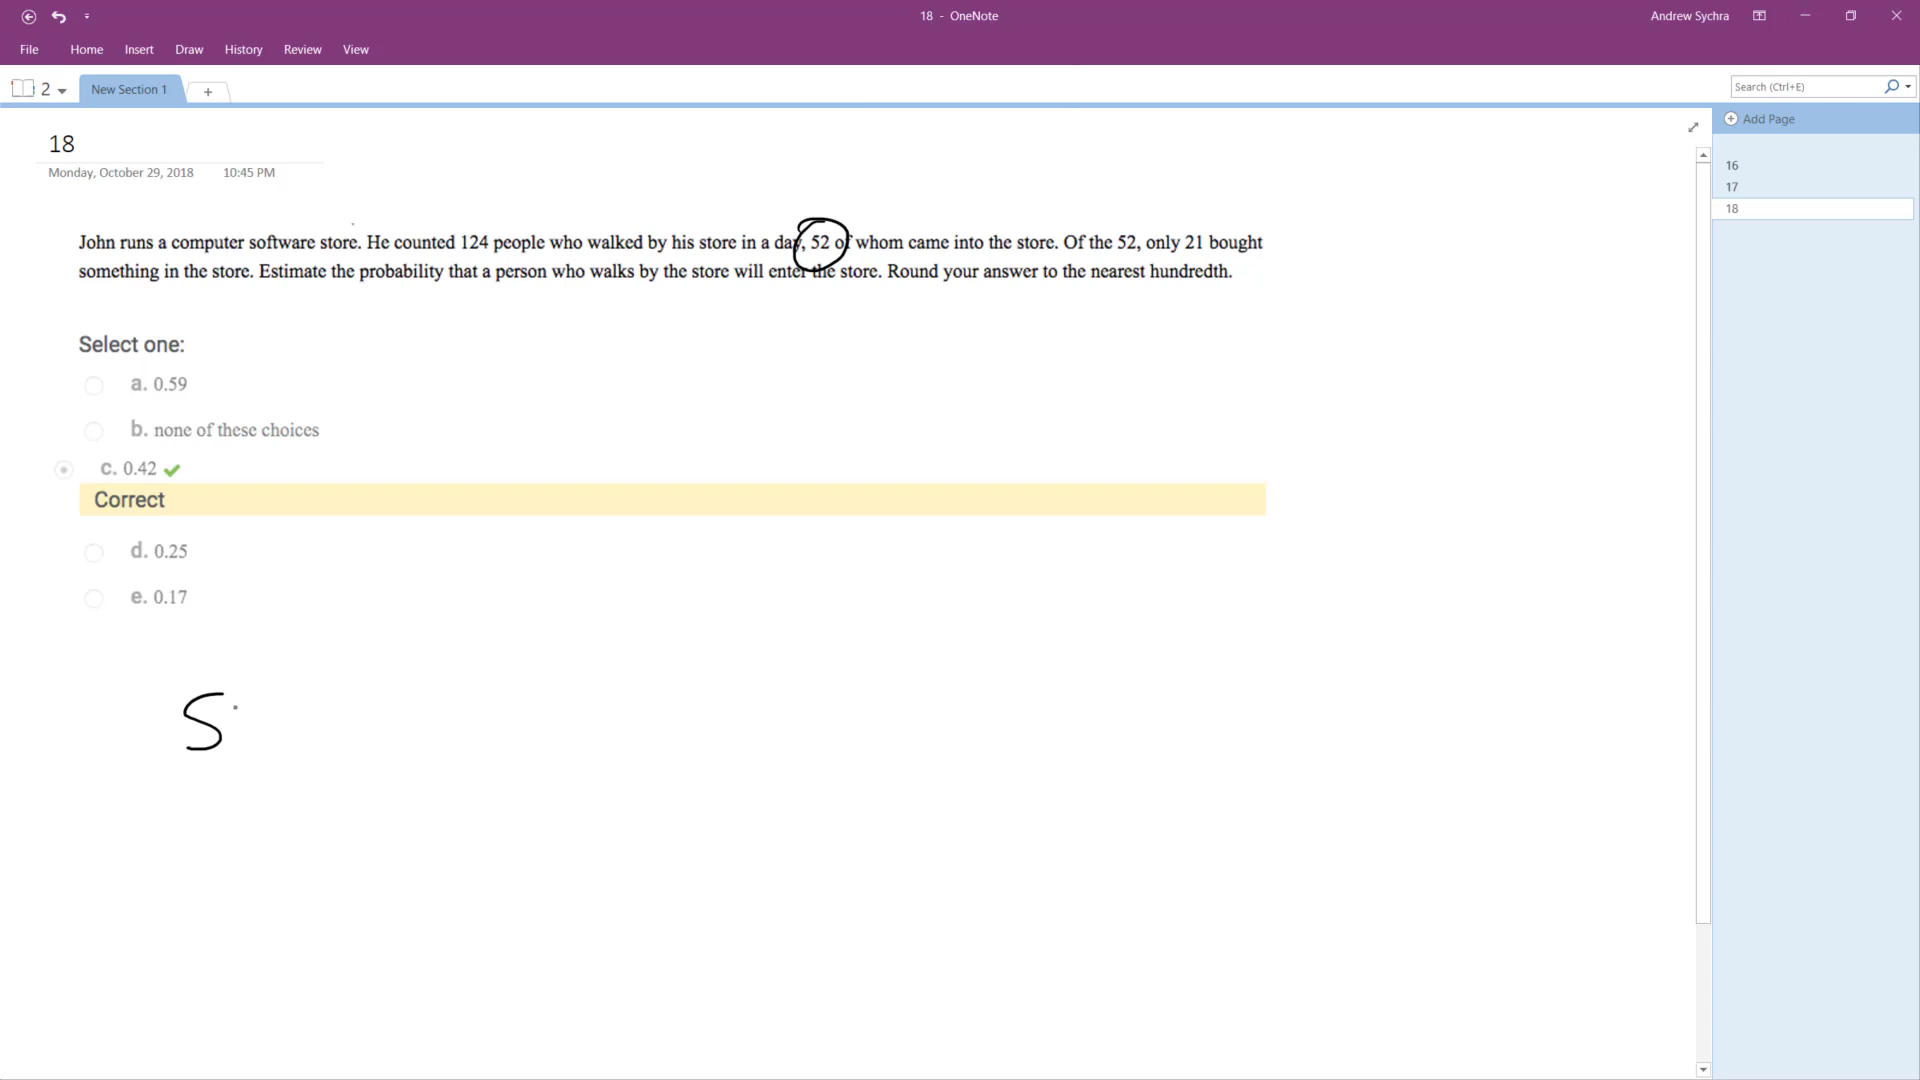 18 - OneNote
Andrew Sychra
File Home Insert Draw History Review View
2 New Section 1 +
Search (Ctrl+E)
Add Page
16
17
18
18
Monday, October 29, 2018 10:45 PM
John runs a computer software store. He counted 124 people who walked by his store in a day, 52 of whom came into the store. Of the 52, only 21 bought
something in the store. Estimate the probability that a person who walks by the store will enter the store. Round your answer to the nearest hundredth.
Select one:
a. 0.59
b. none of these choices
c. 0.42
Correct
d. 0.25
e. 0.17
S